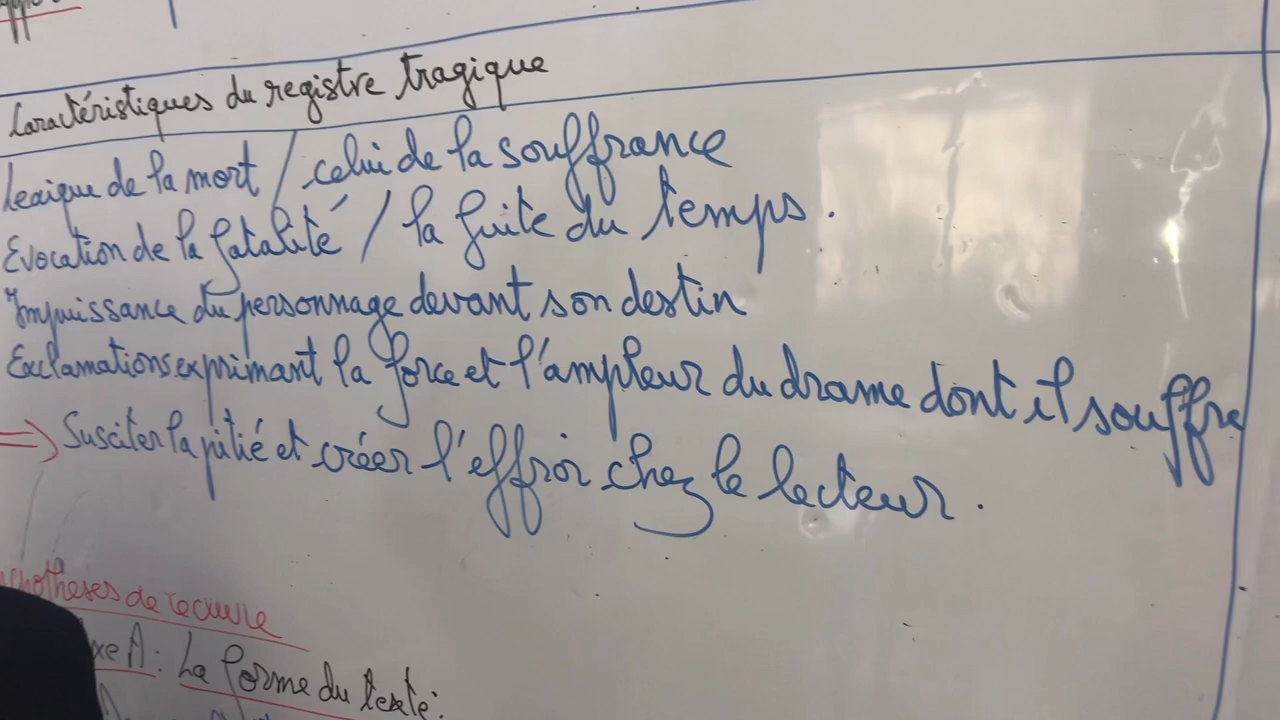 Caractéristiques du registre tragique
Lexique de la mort / celui de la souffrance
Evocation de la fatalité / la fuite du temps.
Impuissance du personnage devant son destin
Exclamations exprimant la force et l'ampleur du drame dont il souffre
=> Susciter la pitié et créer l'effroi chez le lecteur.
de lecture
A : La forme du texte :